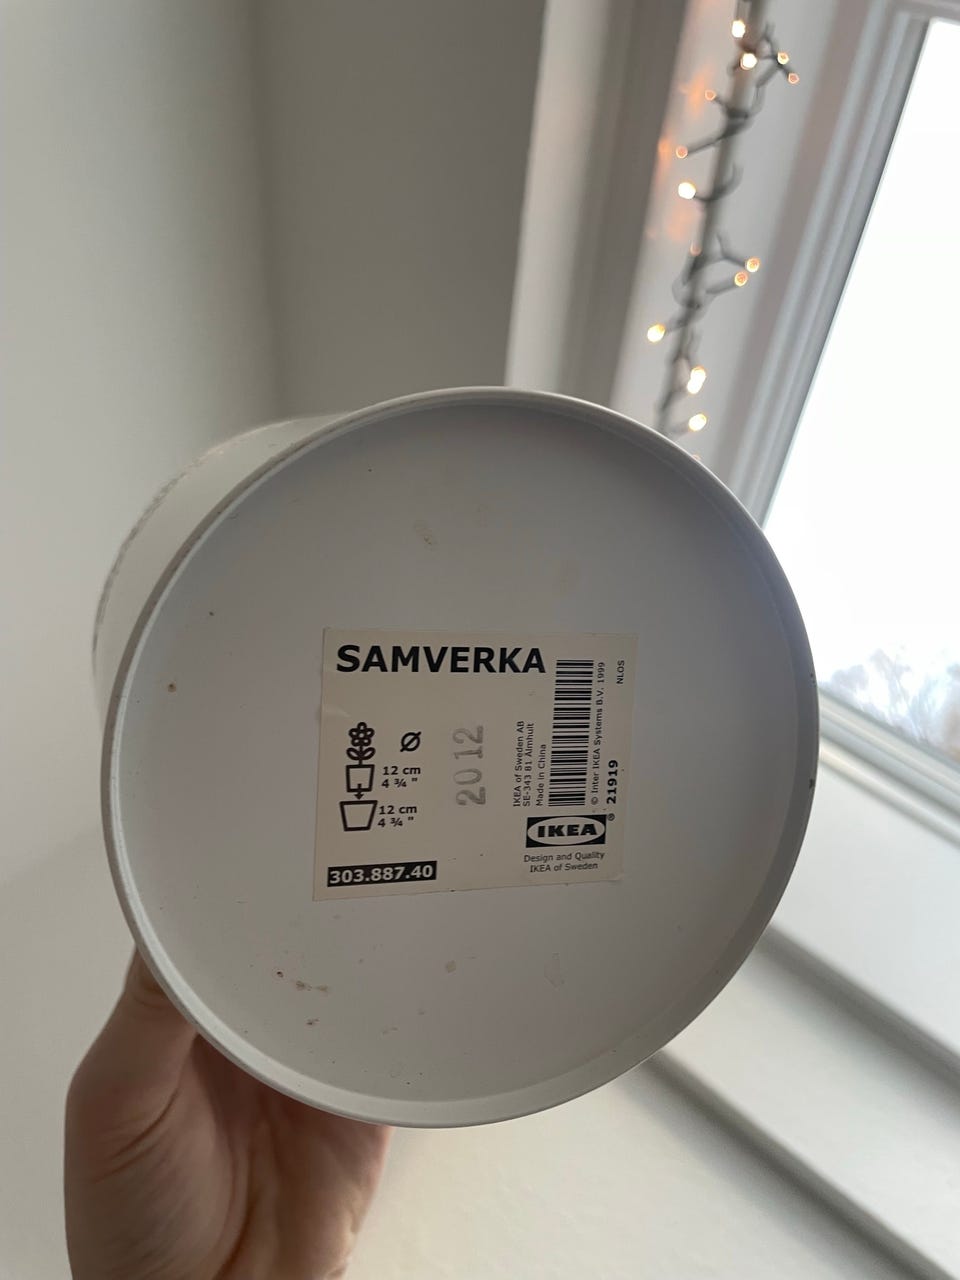 SAMVERKA
Ø
12 cm
4 ¾ "
12 cm
4 ¾ "
303.887.40
2012
IKEA of Sweden AB
SE-343 81 Älmhult
Made in China
© Inter IKEA Systems B.V. 1999
21919
NLOS
IKEA®
Design and Quality
IKEA of Sweden